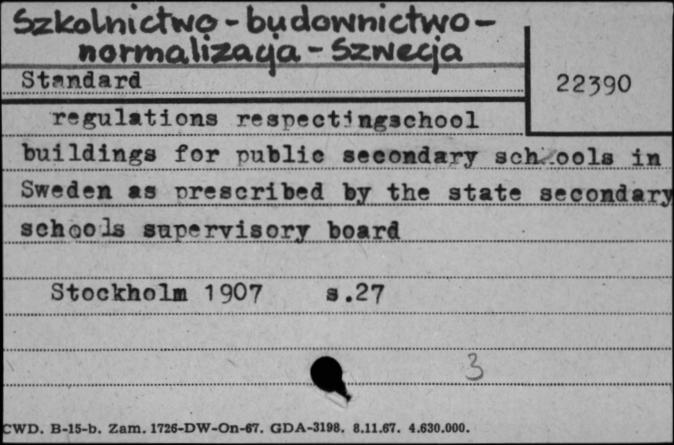 Szkolnictwo - budownictwo -
normalizacja - Szwecja
Standard
22390
regulations respectingschool
buildings for public secondary schools in
Sweden as prescribed by the state secondary
schools supervisory board
Stockholm 1907 s.27
3
CWD. B-15-b. Zam. 1726-DW-On-67. GDA-3198. 8.11.67. 4.630.000.